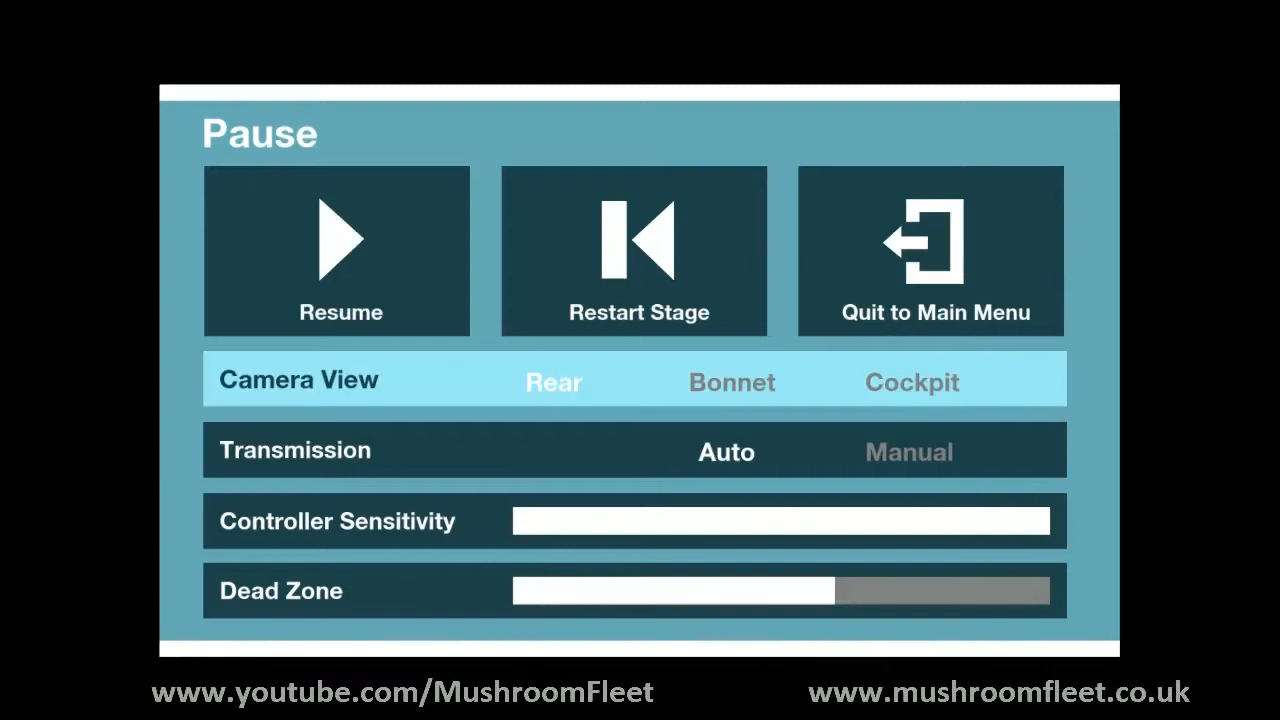 Pause
Resume
Restart Stage
Quit to Main Menu
Camera View Rear Bonnet Cockpit
Transmission Auto Manual
Controller Sensitivity
Dead Zone
www.youtube.com/MushroomFleet www.mushroomfleet.co.uk